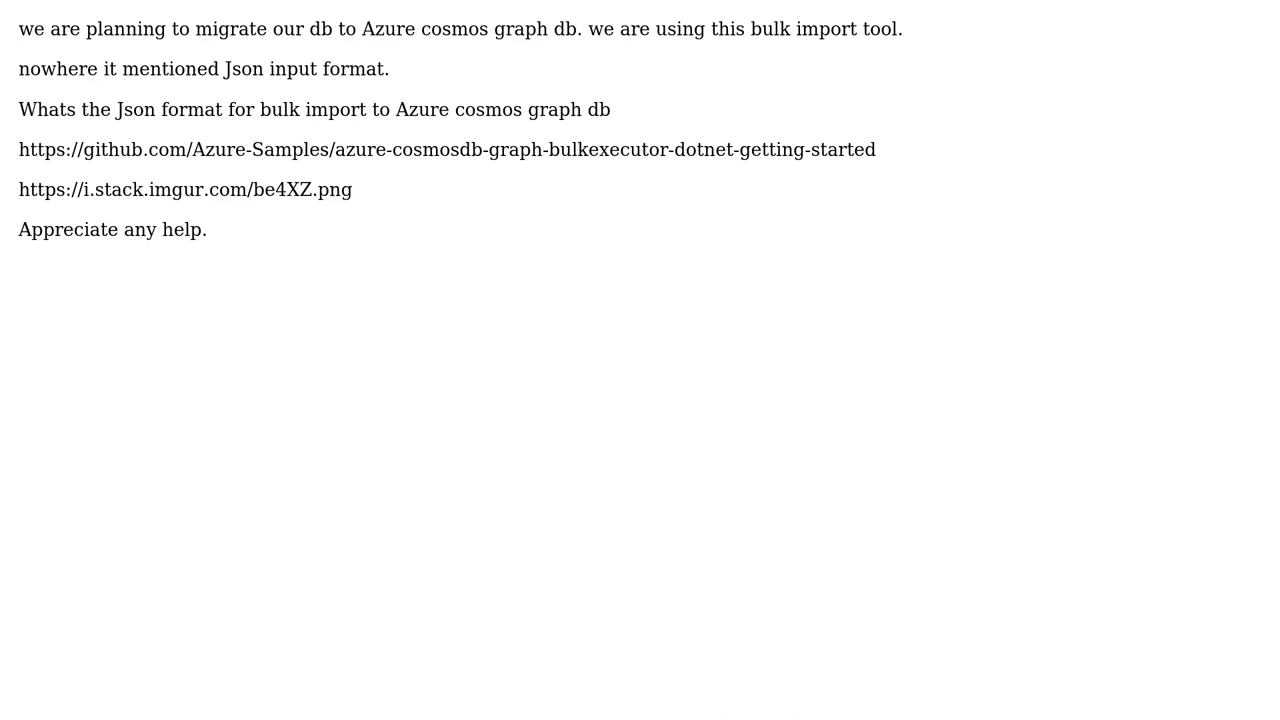 we are planning to migrate our db to Azure cosmos graph db. we are using this bulk import tool.
nowhere it mentioned Json input format.
Whats the Json format for bulk import to Azure cosmos graph db
https://github.com/Azure-Samples/azure-cosmosdb-graph-bulkexecutor-dotnet-getting-started
https://i.stack.imgur.com/be4XZ.png
Appreciate any help.